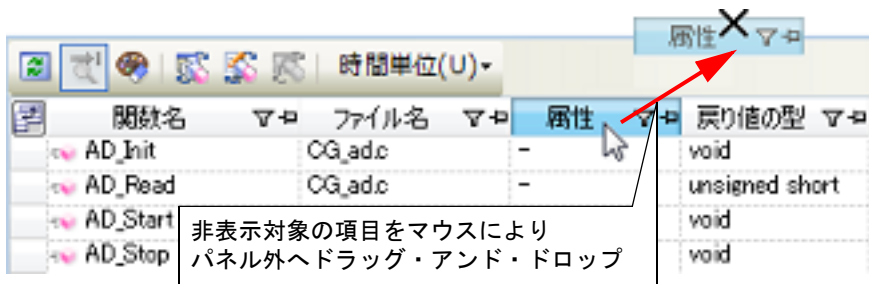 属性
時間単位(U)
関数名 ファイル名 属性 戻り値の型
AD_Init CG_ad.c - void
AD_Read CG_ad.c - unsigned short
AD_Start void
AD_Stop void
非表示対象の項目をマウスにより
パネル外へドラッグ・アンド・ドロップ